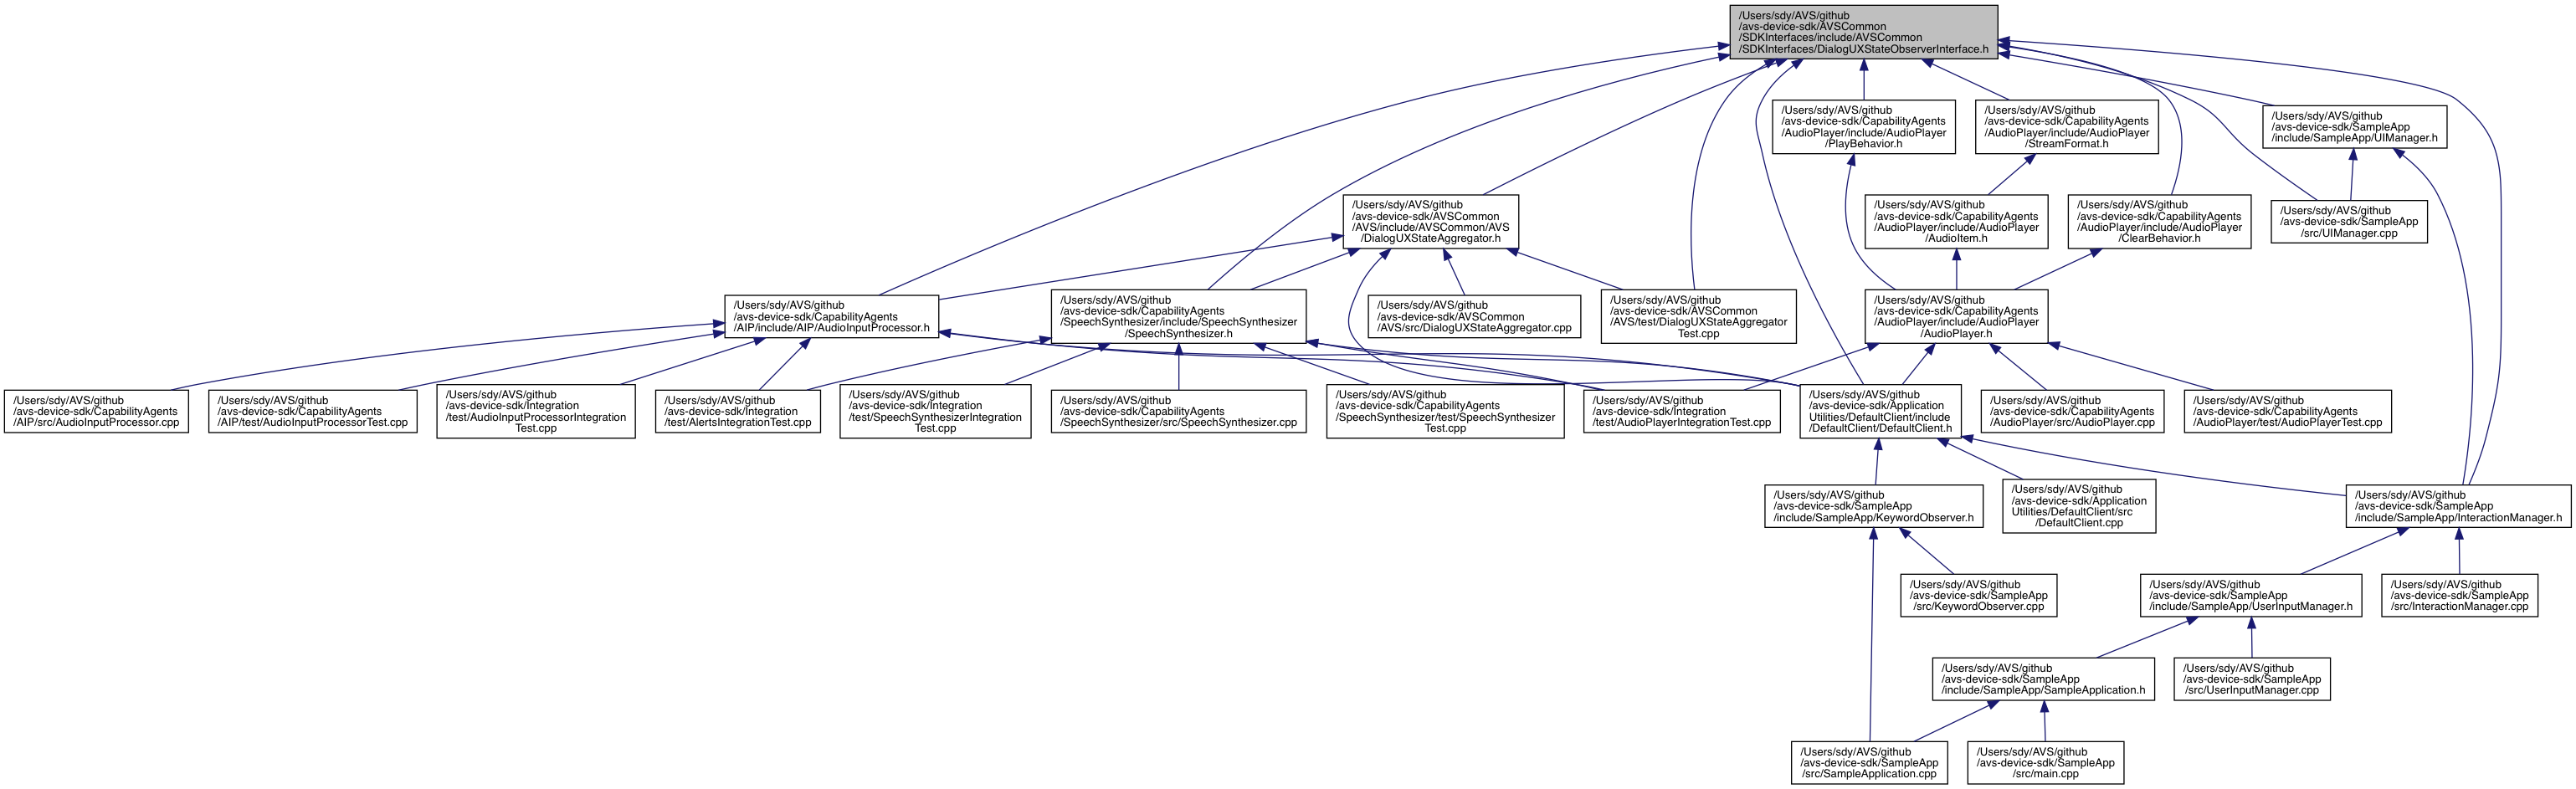 /Users/sdy/AVS/github
/avs-device-sdk/AVSCommon
/SDKInterfaces/include/AVSCommon
/SDKInterfaces/DialogUXStateObserverInterface.h
/Users/sdy/AVS/github
/avs-device-sdk/CapabilityAgents
/AudioPlayer/include/AudioPlayer
/PlayBehavior.h
/Users/sdy/AVS/github
/avs-device-sdk/CapabilityAgents
/AudioPlayer/include/AudioPlayer
/StreamFormat.h
/Users/sdy/AVS/github
/avs-device-sdk/SampleApp
/include/SampleApp/UIManager.h
/Users/sdy/AVS/github
/avs-device-sdk/AVSCommon
/AVS/include/AVSCommon/AVS
/DialogUXStateAggregator.h
/Users/sdy/AVS/github
/avs-device-sdk/CapabilityAgents
/AudioPlayer/include/AudioPlayer
/AudioItem.h
/Users/sdy/AVS/github
/avs-device-sdk/CapabilityAgents
/AudioPlayer/include/AudioPlayer
/ClearBehavior.h
/Users/sdy/AVS/github
/avs-device-sdk/SampleApp
/src/UIManager.cpp
/Users/sdy/AVS/github
/avs-device-sdk/CapabilityAgents
/AIP/include/AIP/AudioInputProcessor.h
/Users/sdy/AVS/github
/avs-device-sdk/CapabilityAgents
/SpeechSynthesizer/include/SpeechSynthesizer
/SpeechSynthesizer.h
/Users/sdy/AVS/github
/avs-device-sdk/AVSCommon
/AVS/src/DialogUXStateAggregator.cpp
/Users/sdy/AVS/github
/avs-device-sdk/AVSCommon
/AVS/test/DialogUXStateAggregator
Test.cpp
/Users/sdy/AVS/github
/avs-device-sdk/CapabilityAgents
/AudioPlayer/include/AudioPlayer
/AudioPlayer.h
/Users/sdy/AVS/github
/avs-device-sdk/CapabilityAgents
/AIP/src/AudioInputProcessor.cpp
/Users/sdy/AVS/github
/avs-device-sdk/CapabilityAgents
/AIP/test/AudioInputProcessorTest.cpp
/Users/sdy/AVS/github
/avs-device-sdk/Integration
/test/AudioInputProcessorIntegration
Test.cpp
/Users/sdy/AVS/github
/avs-device-sdk/Integration
/test/AlertsIntegrationTest.cpp
/Users/sdy/AVS/github
/avs-device-sdk/Integration
/test/SpeechSynthesizerIntegration
Test.cpp
/Users/sdy/AVS/github
/avs-device-sdk/CapabilityAgents
/SpeechSynthesizer/src/SpeechSynthesizer.cpp
/Users/sdy/AVS/github
/avs-device-sdk/CapabilityAgents
/SpeechSynthesizer/test/SpeechSynthesizer
Test.cpp
/Users/sdy/AVS/github
/avs-device-sdk/Integration
/test/AudioPlayerIntegrationTest.cpp
/Users/sdy/AVS/github
/avs-device-sdk/Application
Utilities/DefaultClient/include
/DefaultClient/DefaultClient.h
/Users/sdy/AVS/github
/avs-device-sdk/CapabilityAgents
/AudioPlayer/src/AudioPlayer.cpp
/Users/sdy/AVS/github
/avs-device-sdk/CapabilityAgents
/AudioPlayer/test/AudioPlayerTest.cpp
/Users/sdy/AVS/github
/avs-device-sdk/SampleApp
/include/SampleApp/KeywordObserver.h
/Users/sdy/AVS/github
/avs-device-sdk/Application
Utilities/DefaultClient/src
/DefaultClient.cpp
/Users/sdy/AVS/github
/avs-device-sdk/SampleApp
/include/SampleApp/InteractionManager.h
/Users/sdy/AVS/github
/avs-device-sdk/SampleApp
/src/KeywordObserver.cpp
/Users/sdy/AVS/github
/avs-device-sdk/SampleApp
/include/SampleApp/UserInputManager.h
/Users/sdy/AVS/github
/avs-device-sdk/SampleApp
/src/InteractionManager.cpp
/Users/sdy/AVS/github
/avs-device-sdk/SampleApp
/include/SampleApp/SampleApplication.h
/Users/sdy/AVS/github
/avs-device-sdk/SampleApp
/src/UserInputManager.cpp
/Users/sdy/AVS/github
/avs-device-sdk/SampleApp
/src/SampleApplication.cpp
/Users/sdy/AVS/github
/avs-device-sdk/SampleApp
/src/main.cpp